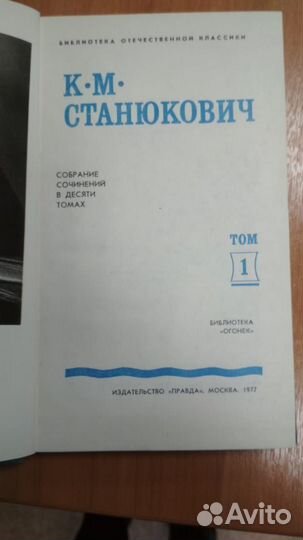 БИБЛИОТЕКА ОТЕЧЕСТВЕННОЙ КЛАССИКИ
К·М·
СТАНЮКОВИЧ
СОБРАНИЕ
СОЧИНЕНИЙ
В ДЕСЯТИ
ТОМАХ
ТОМ
1
БИБЛИОТЕКА
«ОГОНЕК»
ИЗДАТЕЛЬСТВО «ПРАВДА». МОСКВА. 1977
Avito